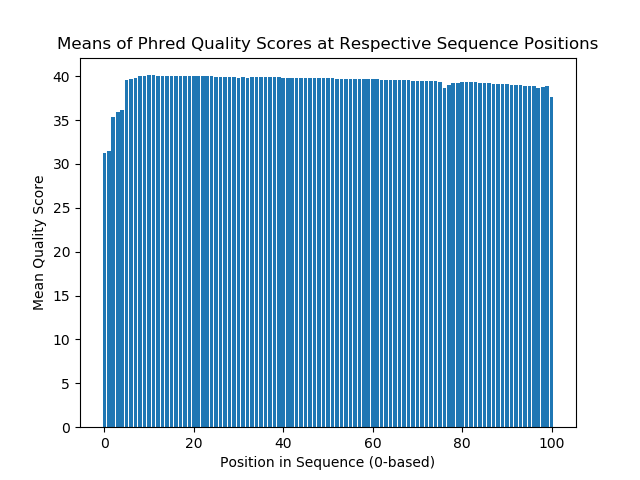 Means of Phred Quality Scores at Respective Sequence Positions
40
35
30
25
20
15
10
5
0
Mean Quality Score
0 20 40 60 80 100
Position in Sequence (0-based)